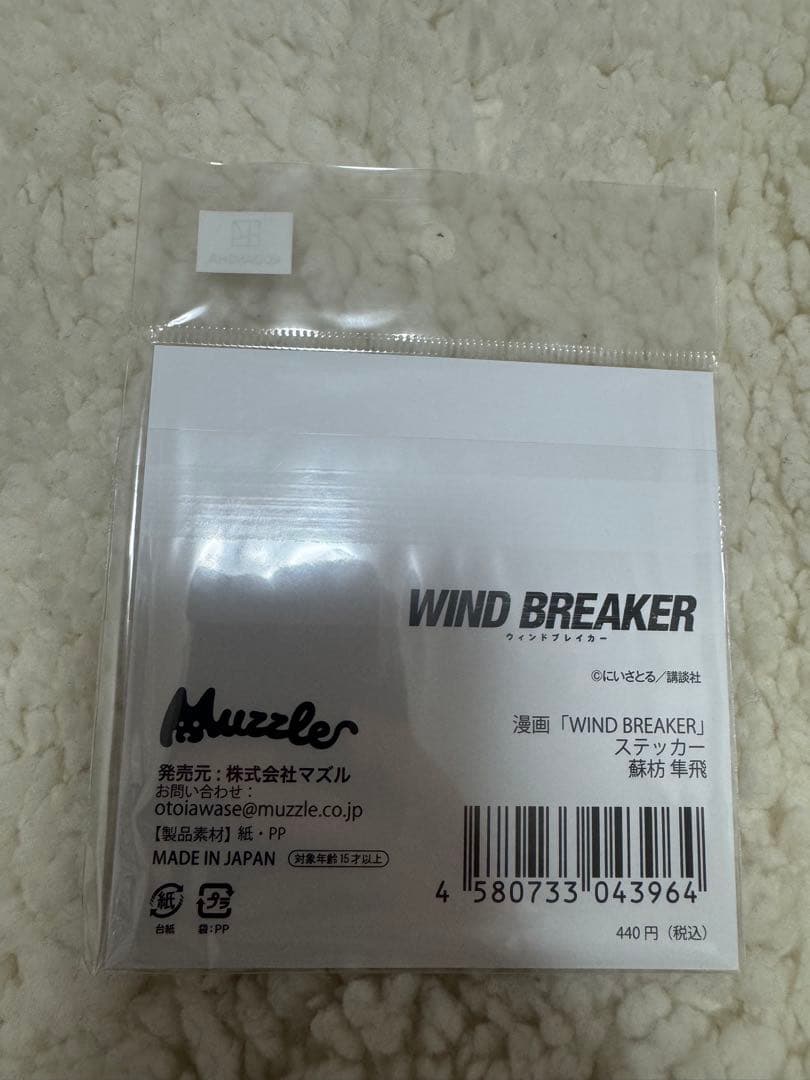 KODANSHA
WIND BREAKER
ウィンドブレイカー
©にいさとる/講談社
漫画「WIND BREAKER」
ステッカー
蘇枋 隼飛
Muzzle
発売元:株式会社マズル
お問い合わせ:
otoiawase@muzzle.co.jp
【製品素材】紙・PP
MADE IN JAPAN 対象年齢15才以上
紙 プラ
台紙 袋:PP
4 580733 043964
440円(税込)